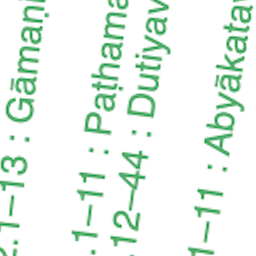 2.1–13 : Gāmaṇi
.1–11 : Paṭhama
.12–44 : Dutiyav
1–11 : Abyākata